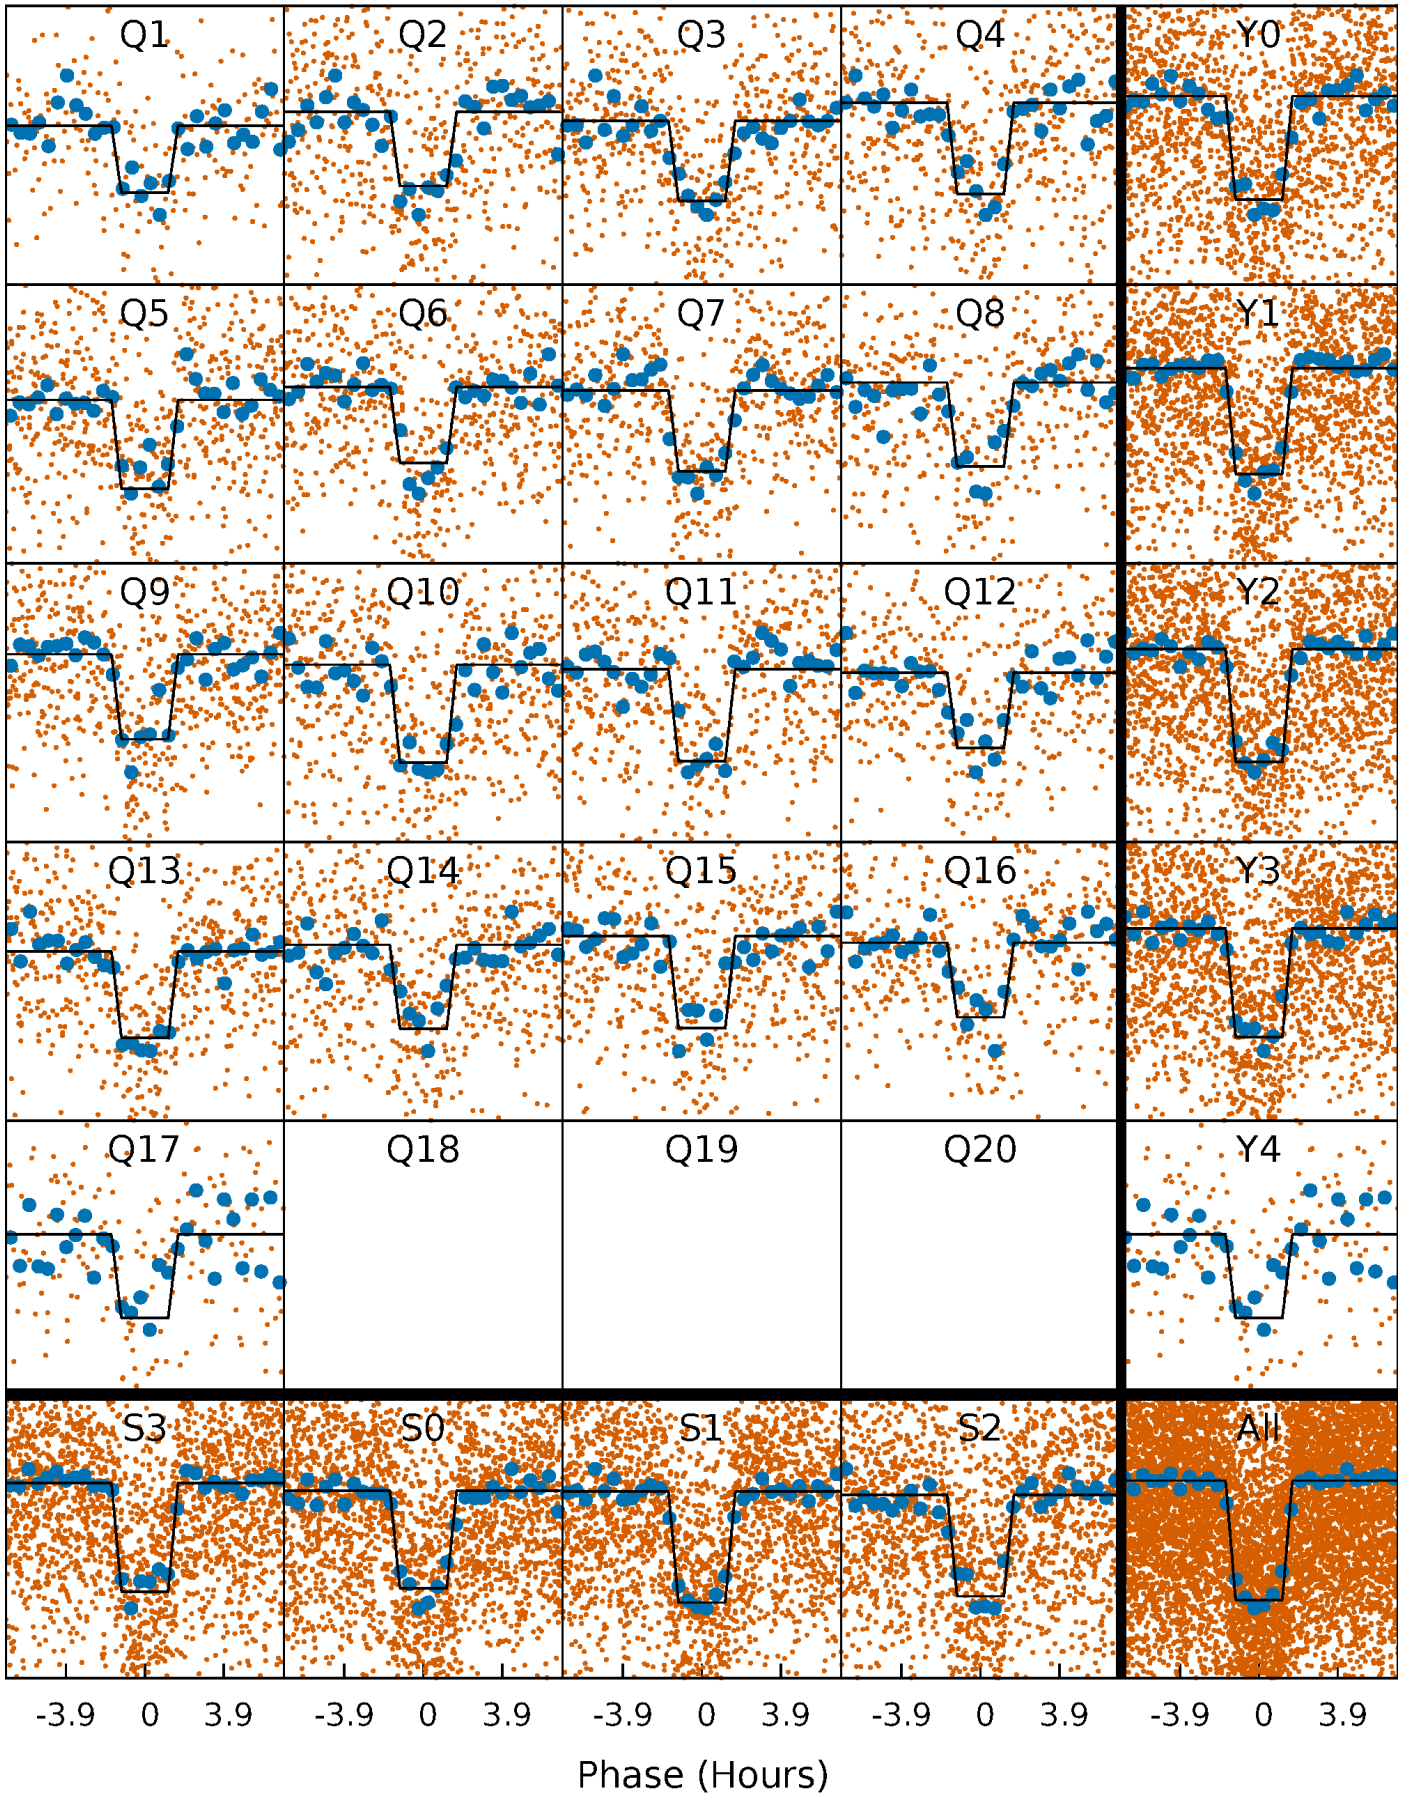 Q1 Q2 Q3 Q4 Y0
Q5 Q6 Q7 Q8 Y1
Q9 Q10 Q11 Q12 Y2
Q13 Q14 Q15 Q16 Y3
Q17 Q18 Q19 Q20 Y4
S3 S0 S1 S2 All
-3.9 0 3.9 -3.9 0 3.9 -3.9 0 3.9 -3.9 0 3.9 -3.9 0 3.9
Phase (Hours)